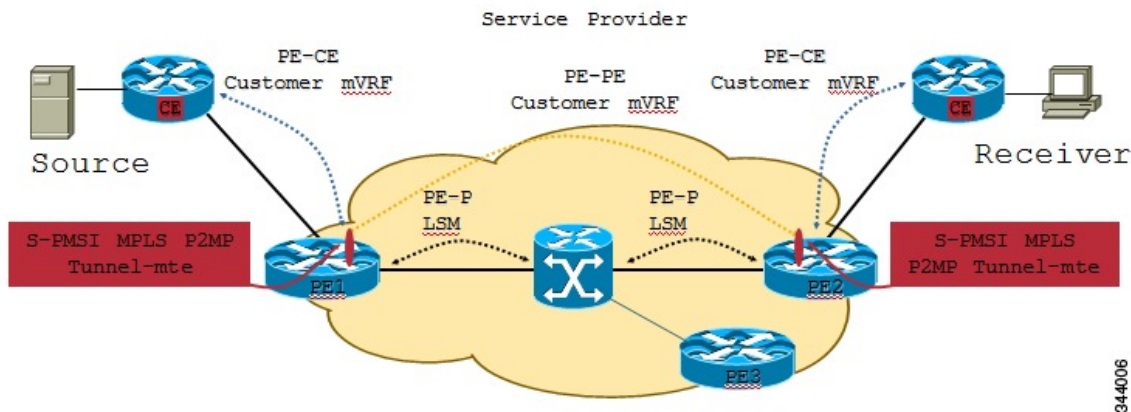 Service Provider
PE-CE
Customer mVRF
PE-PE
Customer mVRF
PE-CE
Customer mVRF
CE
CE
Source
Receiver
PE-P
LSM
PE-P
LSM
S-PMSI MPLS P2MP
Tunnel-mte
S-PMSI MPLS
P2MP Tunnel-mte
PE1
PE2
PE3
344006